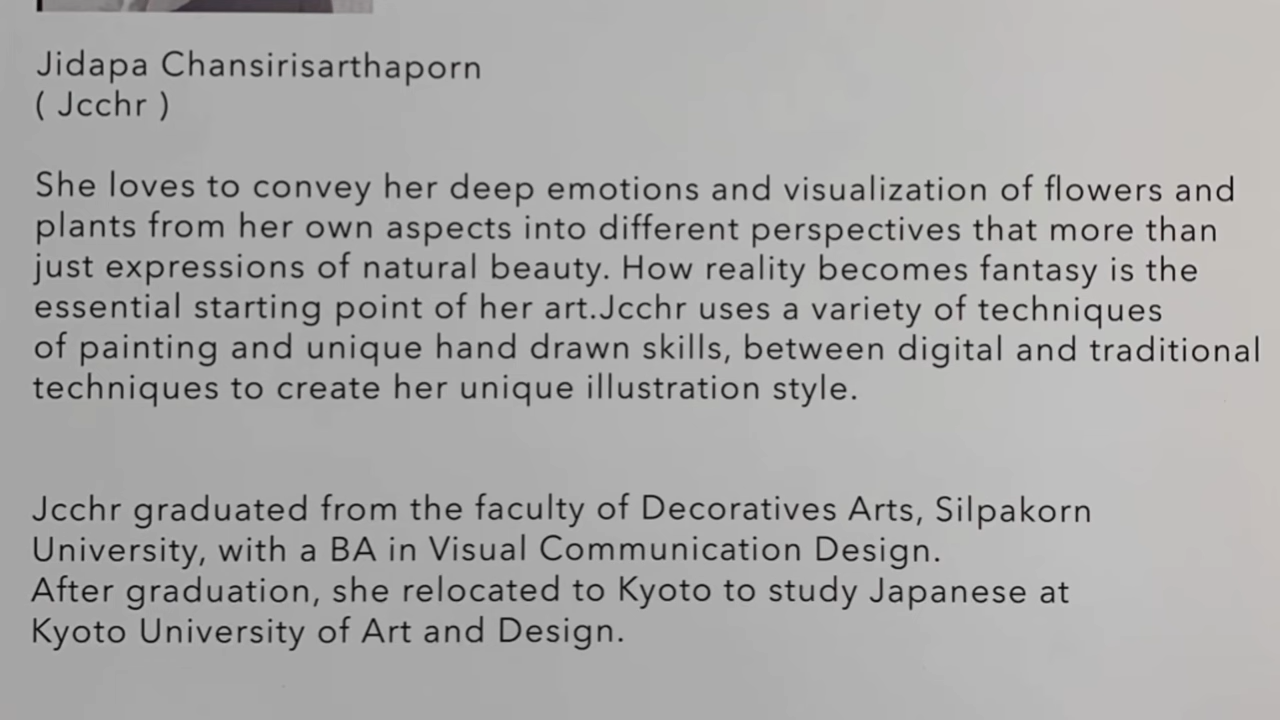 Jidapa Chansirisarthaporn
( Jcchr )
She loves to convey her deep emotions and visualization of flowers and
plants from her own aspects into different perspectives that more than
just expressions of natural beauty. How reality becomes fantasy is the
essential starting point of her art.Jcchr uses a variety of techniques
of painting and unique hand drawn skills, between digital and traditional
techniques to create her unique illustration style.
Jcchr graduated from the faculty of Decoratives Arts, Silpakorn
University, with a BA in Visual Communication Design.
After graduation, she relocated to Kyoto to study Japanese at
Kyoto University of Art and Design.